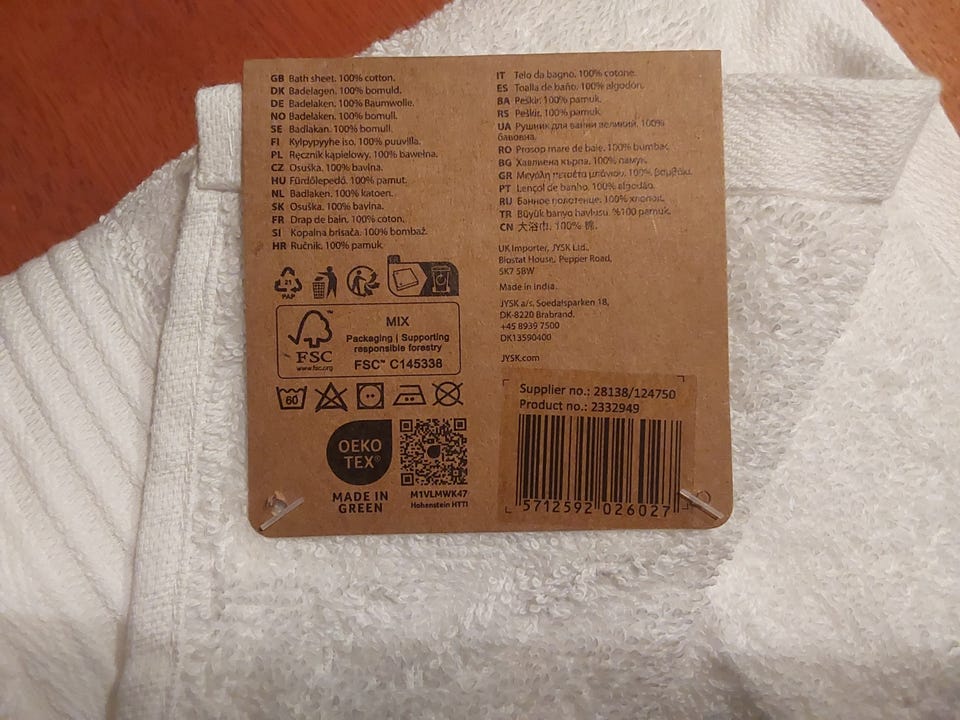 GB Bath sheet. 100% cotton.
DK Badelagen. 100% bomuld.
DE Badelaken. 100% Baumwolle.
NO Badelaken. 100% bomull.
SE Badlakan. 100% bomull.
FI Kylpypyyhe iso. 100% puuvilla.
PL Ręcznik kąpielowy. 100% bawełna.
CZ Osuška. 100% bavlna.
HU Fürdőlepedő. 100% pamut.
NL Badlaken. 100% katoen.
SK Osuška. 100% bavlna.
FR Drap de bain. 100% coton.
SI Kopalna brisača. 100% bombaž.
HR Ručnik. 100% pamuk.
21
PAP
FSC
www.fsc.org
MIX
Packaging | Supporting
responsible forestry
FSC™ C145338
60
OEKO
TEX®
MADE IN
GREEN
M1VLMWK47
Hohenstein HTTI
IT Telo da bagno. 100% cotone.
ES Toalla de baño. 100% algodón.
BA Peškir. 100% pamuk.
RS Peškir. 100% pamuk.
UA Рушник для ванни великий. 100%
бавовна.
RO Prosop mare de baie. 100% bumbac.
BG Хавлиена кърпа. 100% памук.
GR Μεγάλη πετσέτα μπάνιου. 100% βαμβάκι.
PT Lençol de banho. 100% algodão.
RU Банное полотенце. 100% хлопок.
TR Büyük banyo havlusu. %100 pamuk.
CN 大浴巾. 100% 棉.
UK Importer, JYSK Ltd.
Biostat House, Pepper Road,
SK7 5BW
Made in India.
JYSK a/s. Soedalsparken 18,
DK-8220 Brabrand.
+45 8939 7500
DK13590400
JYSK.com
Supplier no.: 28138/124750
Product no.: 2332949
5712592 026027